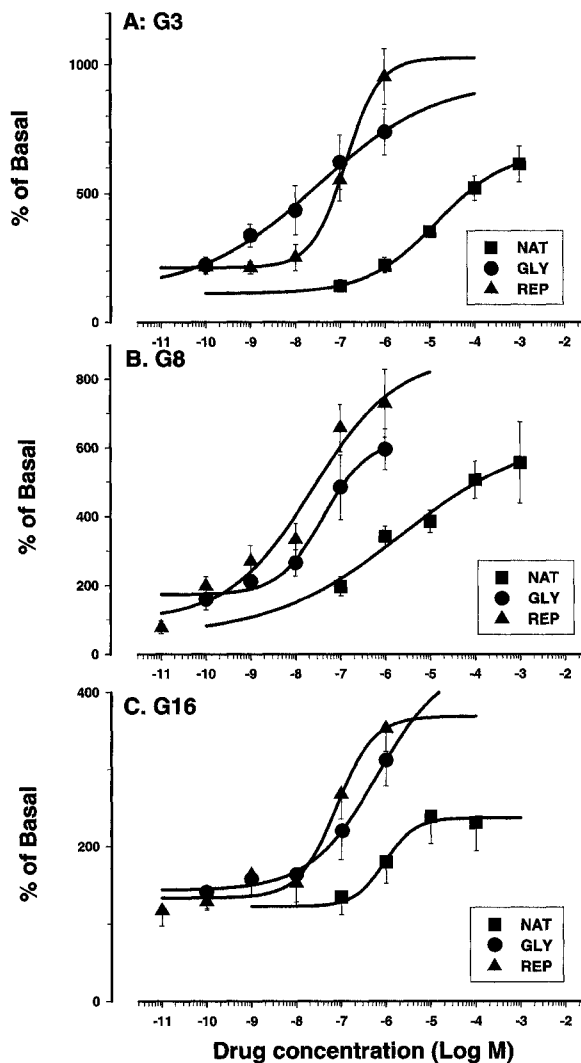 A: G3
% of Basal
1000
500
0
NAT
GLY
REP
-11 -10 -9 -8 -7 -6 -5 -4 -3 -2
B. G8
% of Basal
800
600
400
200
0
NAT
GLY
REP
-11 -10 -9 -8 -7 -6 -5 -4 -3 -2
C. G16
% of Basal
400
200
0
NAT
GLY
REP
-11 -10 -9 -8 -7 -6 -5 -4 -3 -2
Drug concentration (Log M)